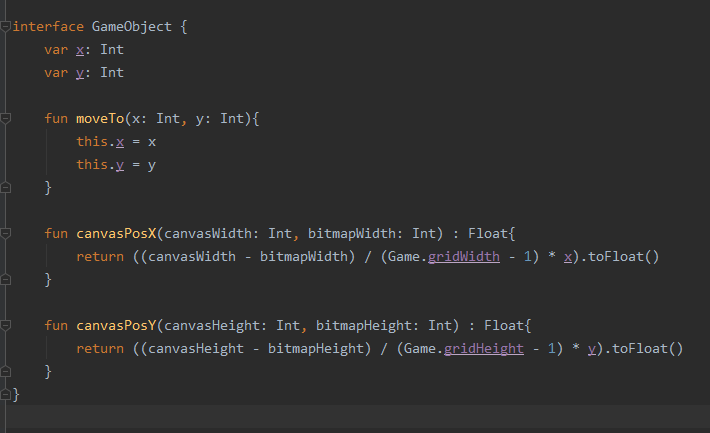 interface GameObject {
    var x: Int
    var y: Int
    fun moveTo(x: Int, y: Int){
        this.x = x
        this.y = y
    }
    fun canvasPosX(canvasWidth: Int, bitmapWidth: Int) : Float{
        return ((canvasWidth - bitmapWidth) / (Game.gridWidth - 1) * x).toFloat()
    }
    fun canvasPosY(canvasHeight: Int, bitmapHeight: Int) : Float{
        return ((canvasHeight - bitmapHeight) / (Game.gridHeight - 1) * y).toFloat()
    }
}